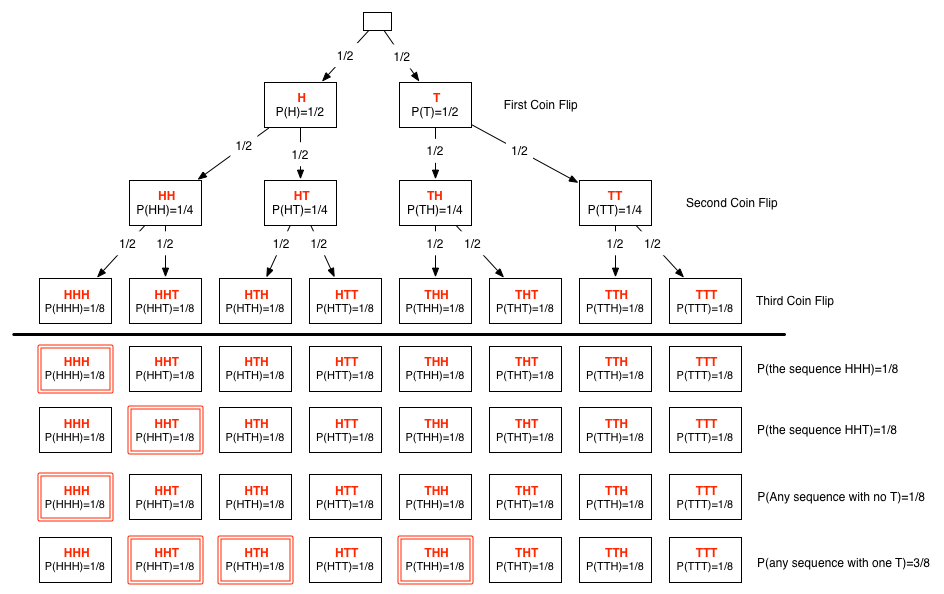 1/2 1/2
H T
P(H)=1/2 P(T)=1/2 First Coin Flip
1/2 1/2 1/2 1/2
HH HT TH TT
P(HH)=1/4 P(HT)=1/4 P(TH)=1/4 P(TT)=1/4 Second Coin Flip
1/2 1/2 1/2 1/2 1/2 1/2 1/2 1/2
HHH HHT HTH HTT THH THT TTH TTT
P(HHH)=1/8 P(HHT)=1/8 P(HTH)=1/8 P(HTT)=1/8 P(THH)=1/8 P(THT)=1/8 P(TTH)=1/8 P(TTT)=1/8 Third Coin Flip
HHH HHT HTH HTT THH THT TTH TTT
P(HHH)=1/8 P(HHT)=1/8 P(HTH)=1/8 P(HTT)=1/8 P(THH)=1/8 P(THT)=1/8 P(TTH)=1/8 P(TTT)=1/8 P(the sequence HHH)=1/8
HHH HHT HTH HTT THH THT TTH TTT
P(HHH)=1/8 P(HHT)=1/8 P(HTH)=1/8 P(HTT)=1/8 P(THH)=1/8 P(THT)=1/8 P(TTH)=1/8 P(TTT)=1/8 P(the sequence HHT)=1/8
HHH HHT HTH HTT THH THT TTH TTT
P(HHH)=1/8 P(HHT)=1/8 P(HTH)=1/8 P(HTT)=1/8 P(THH)=1/8 P(THT)=1/8 P(TTH)=1/8 P(TTT)=1/8 P(Any sequence with no T)=1/8
HHH HHT HTH HTT THH THT TTH TTT
P(HHH)=1/8 P(HHT)=1/8 P(HTH)=1/8 P(HTT)=1/8 P(THH)=1/8 P(THT)=1/8 P(TTH)=1/8 P(TTT)=1/8 P(any sequence with one T)=3/8